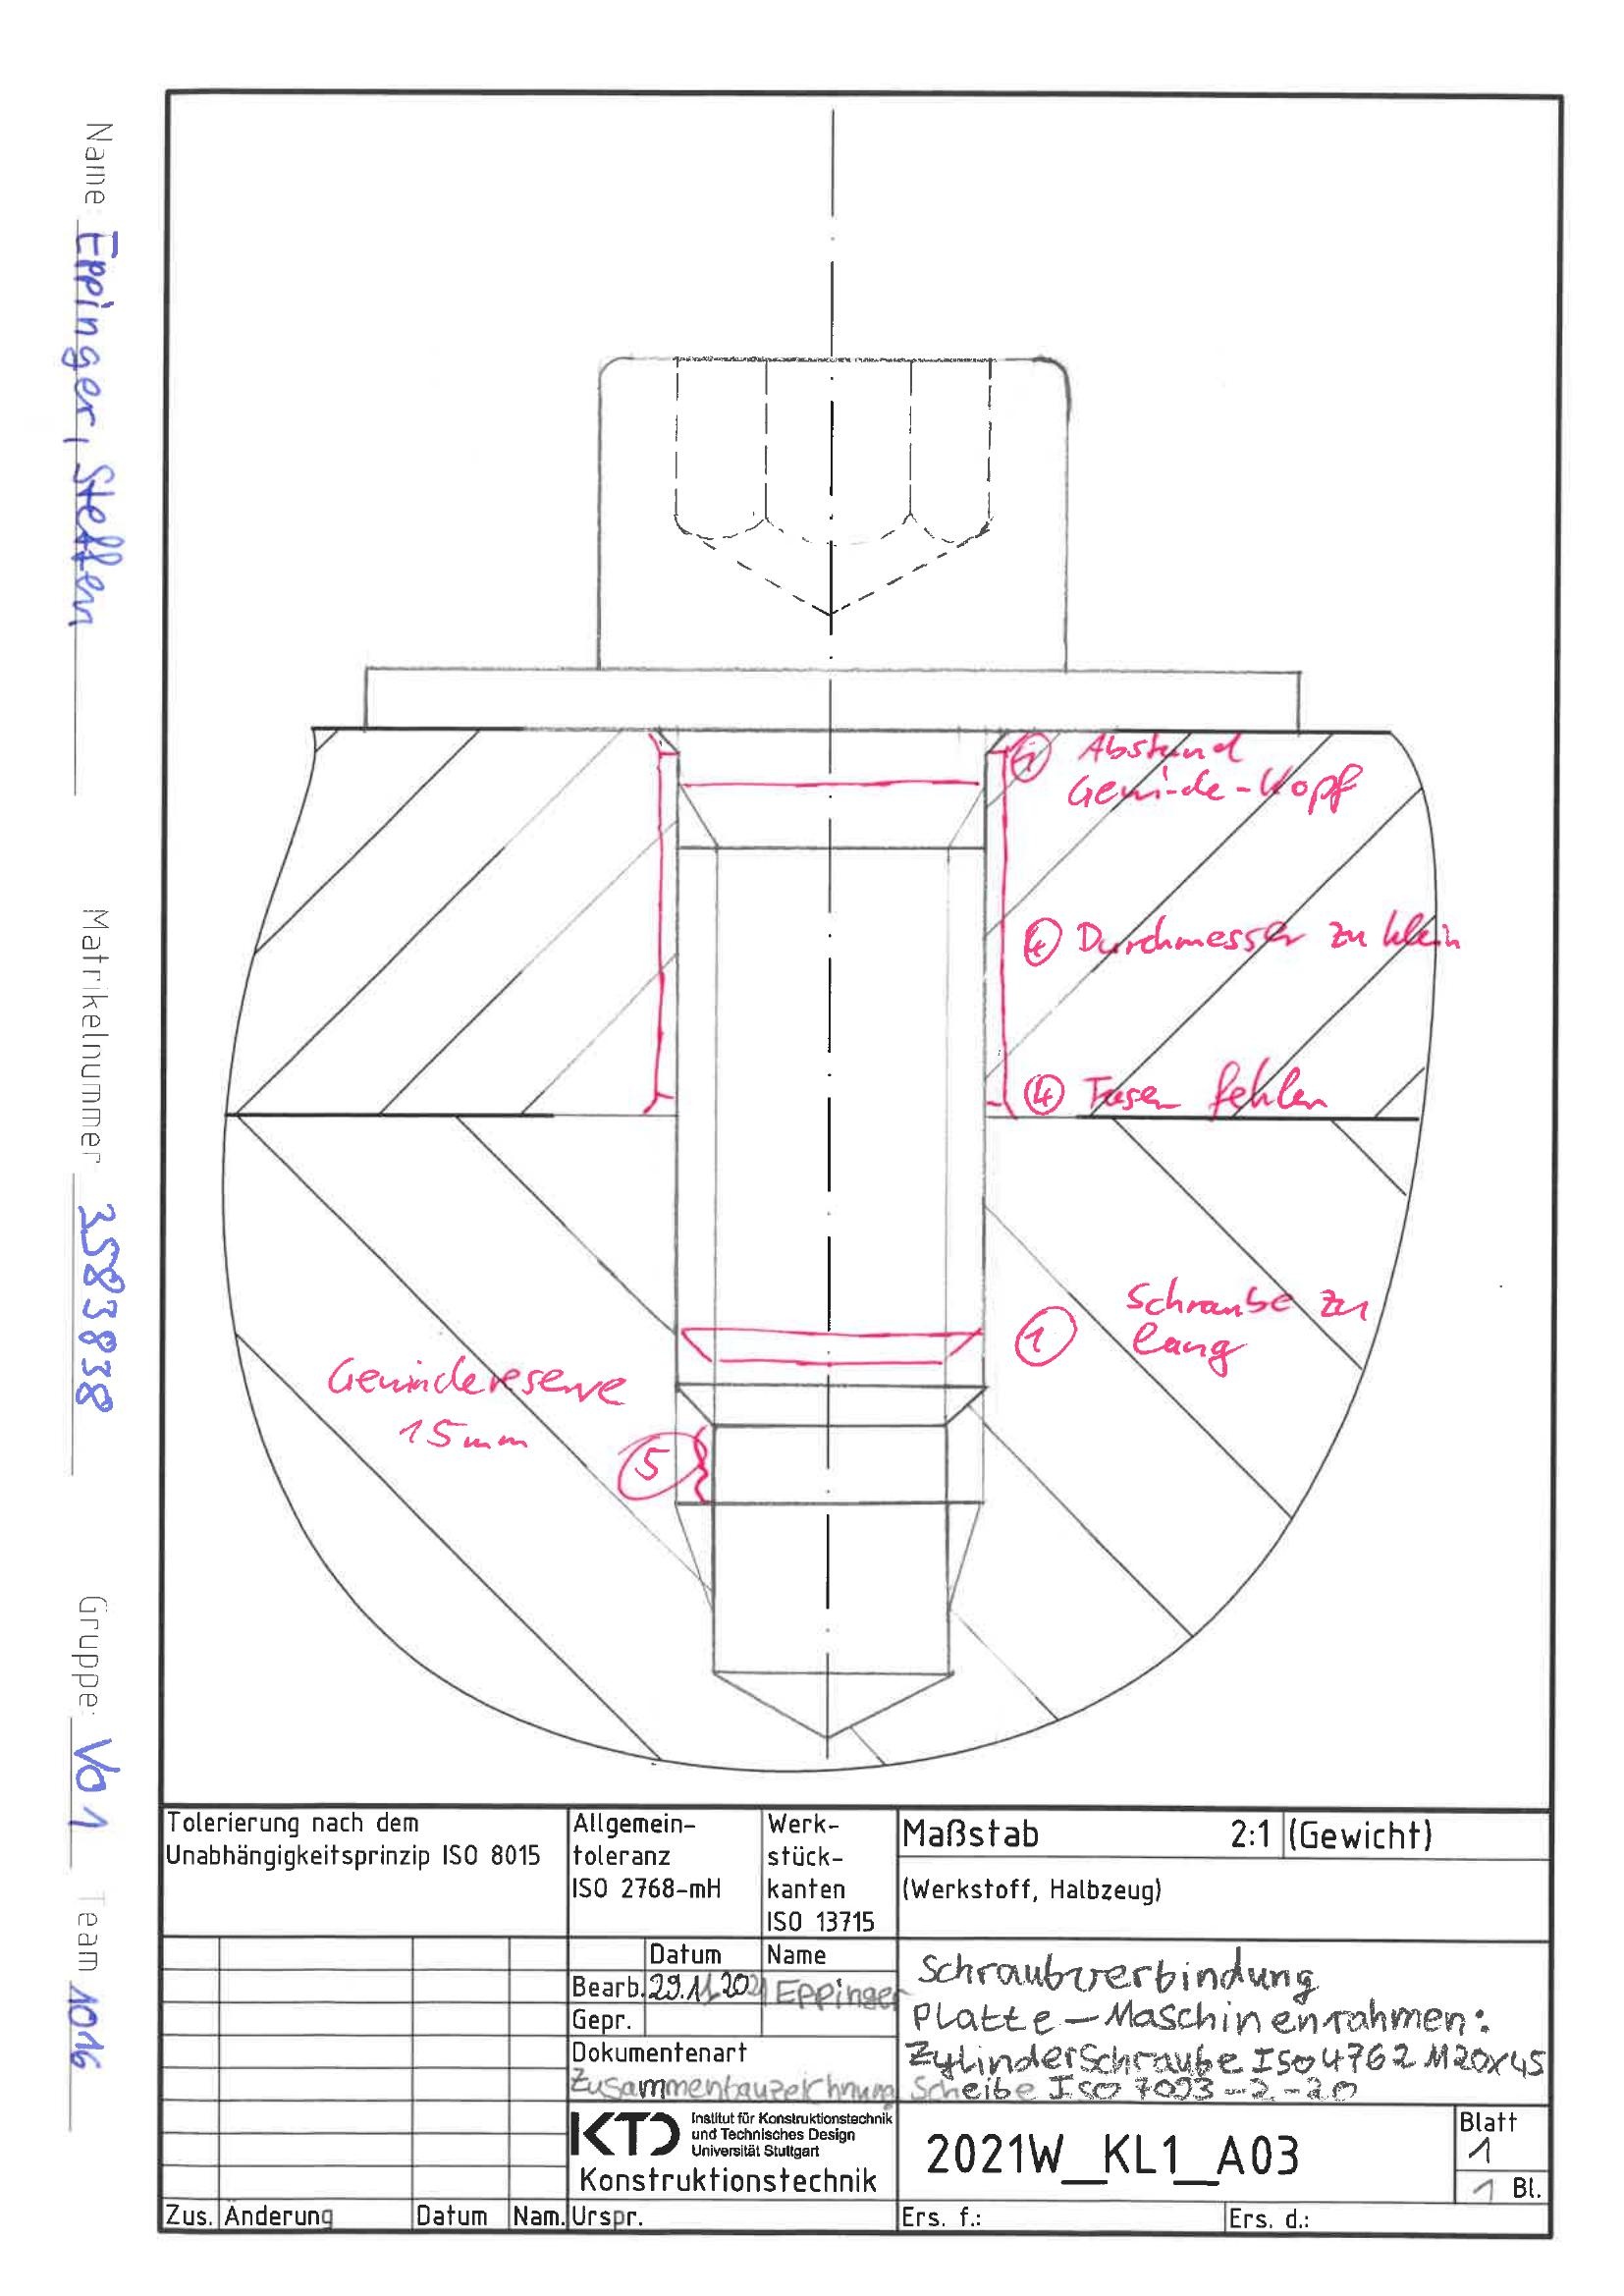 Name: Eppinger, Steffen
Matrikelnummer 3583838
Gruppe: Vo1
Team 1016
Abstand
Gewinde-Kopf
④ Durchmesser zu klein
④ Fasen fehlen
Schraube zu
① lang
Gewindereserve
15mm
⑤
Tolerierung nach dem
Unabhängigkeitsprinzip ISO 8015
Allgemein-
toleranz
ISO 2768-mH
Werk-
stück-
kanten
ISO 13715
Maßstab 2:1 (Gewicht)
(Werkstoff, Halbzeug)
Datum Name
Bearb. 29.11.2021 Eppinger
Gepr.
Dokumentenart
Zusammenbauzeichnung
Schraubverbindung
Platte-Maschinenrahmen:
Zylinderschraube ISO 4762 M20x45
Scheibe ISO 7093-2-20
KTD
Institut für Konstruktionstechnik
und Technisches Design
Universität Stuttgart
Konstruktionstechnik
2021W_KL1_A03
Blatt
1
1 Bl.
Zus. Änderung Datum Nam. Urspr. Ers. f.: Ers. d.: